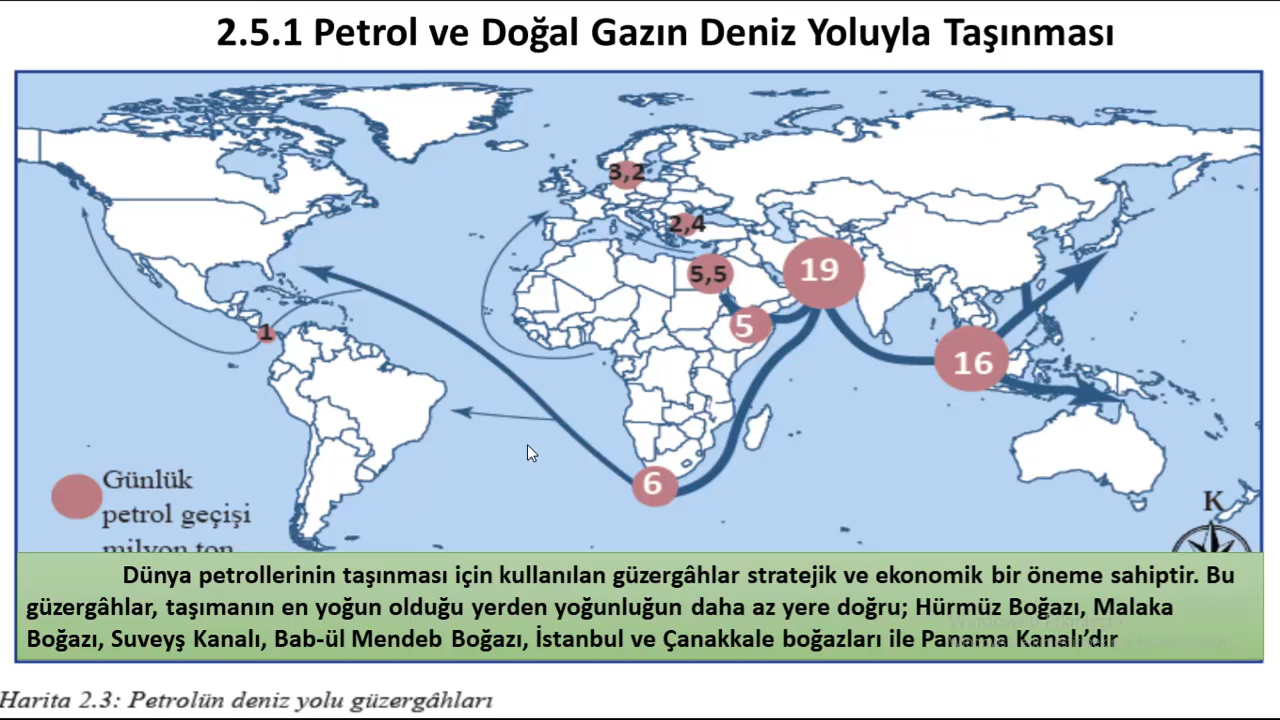 2.5.1 Petrol ve Doğal Gazın Deniz Yoluyla Taşınması
3,2
2,4
5,5
19
5
1
16
6
Günlük
petrol geçişi
milyon ton
K
Dünya petrollerinin taşınması için kullanılan güzergâhlar stratejik ve ekonomik bir öneme sahiptir. Bu
güzergâhlar, taşımanın en yoğun olduğu yerden yoğunluğun daha az yere doğru; Hürmüz Boğazı, Malaka
Boğazı, Suveyş Kanalı, Bab-ül Mendeb Boğazı, İstanbul ve Çanakkale boğazları ile Panama Kanalı’dır
Harita 2.3: Petrolün deniz yolu güzergâhları